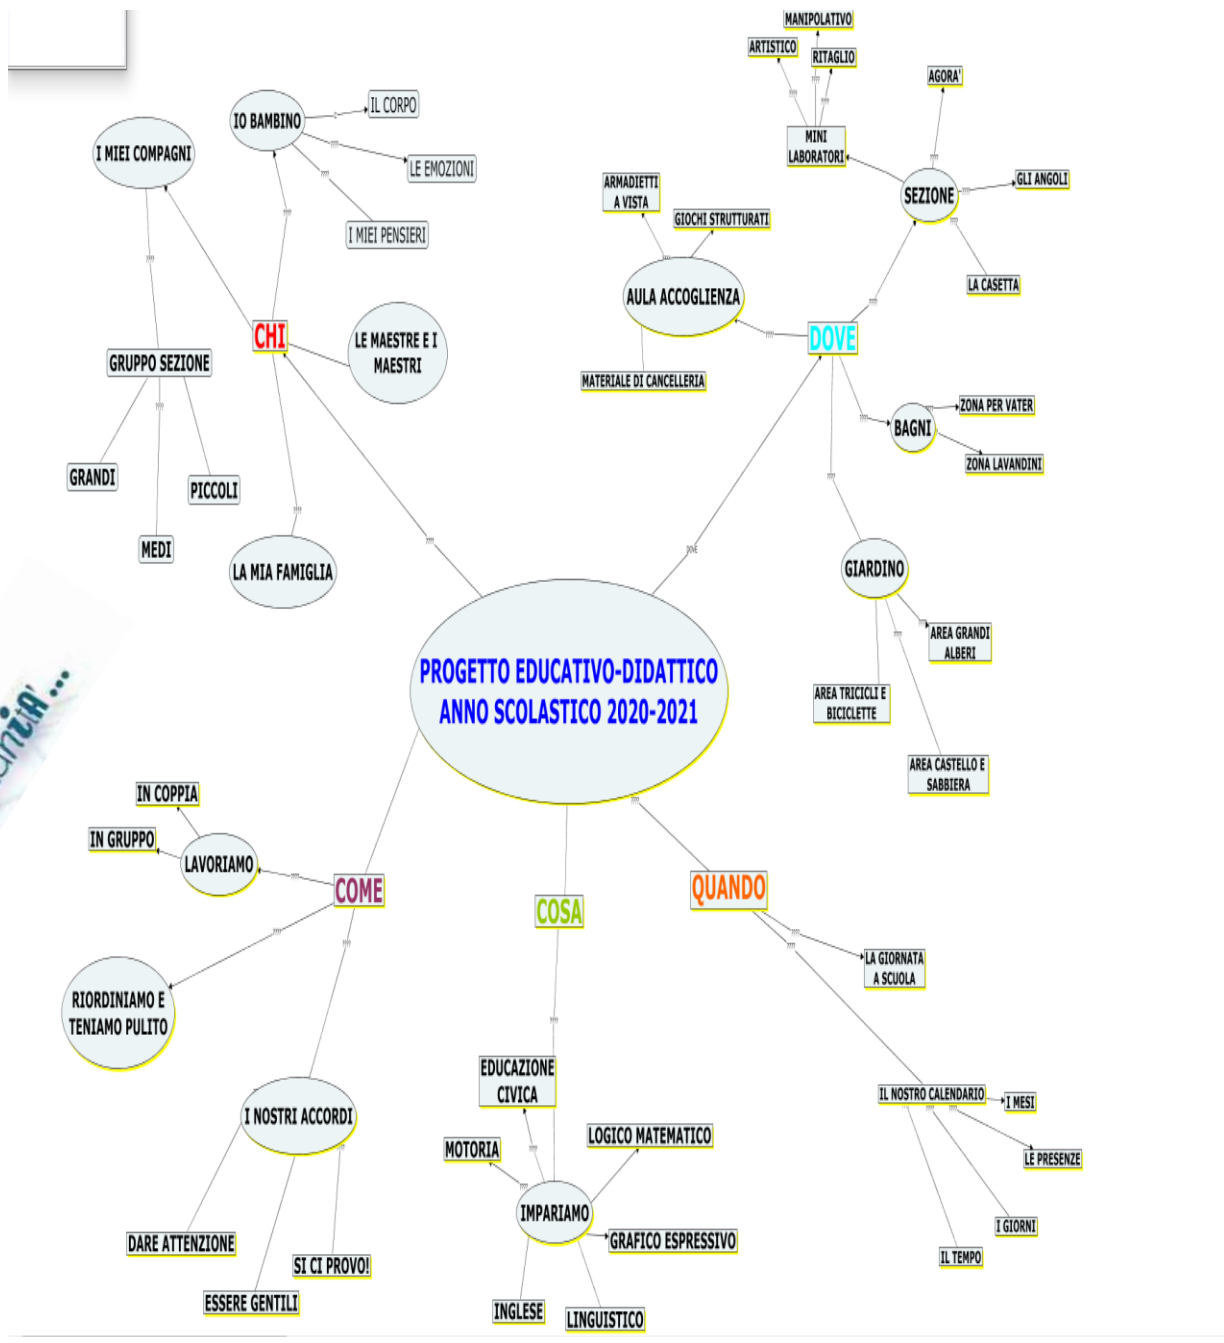 MANIPOLATIVO
ARTISTICO
RITAGLIO
AGORA'
MINI
LABORATORI
SEZIONE
GLI ANGOLI
LA CASETTA
IO BAMBINO
IL CORPO
LE EMOZIONI
I MIEI PENSIERI
I MIEI COMPAGNI
ARMADIETTI
A VISTA
GIOCHI STRUTTURATI
AULA ACCOGLIENZA
MATERIALE DI CANCELLERIA
CHI
LE MAESTRE E I
MAESTRI
DOVE
GRUPPO SEZIONE
GRANDI
MEDI
PICCOLI
LA MIA FAMIGLIA
BAGNI
ZONA PER VATER
ZONA LAVANDINI
DOVE
GIARDINO
AREA GRANDI
ALBERI
AREA TRICICLI E
BICICLETTE
AREA CASTELLO E
SABBIERA
PROGETTO EDUCATIVO-DIDATTICO
ANNO SCOLASTICO 2020-2021
IN COPPIA
IN GRUPPO
LAVORIAMO
COME
COSA
QUANDO
RIORDINIAMO E
TENIAMO PULITO
LA GIORNATA
A SCUOLA
I NOSTRI ACCORDI
DARE ATTENZIONE
ESSERE GENTILI
SI CI PROVO!
EDUCAZIONE
CIVICA
MOTORIA
LOGICO MATEMATICO
IMPARIAMO
GRAFICO ESPRESSIVO
INGLESE
LINGUISTICO
IL NOSTRO CALENDARIO
I MESI
LE PRESENZE
I GIORNI
IL TEMPO